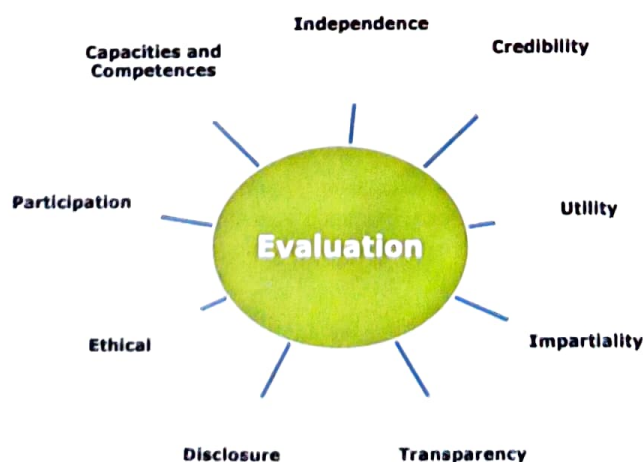 Independence
Credibility
Capacities and
Competences
Participation
Utility
Evaluation
Ethical
Impartiality
Disclosure
Transparency